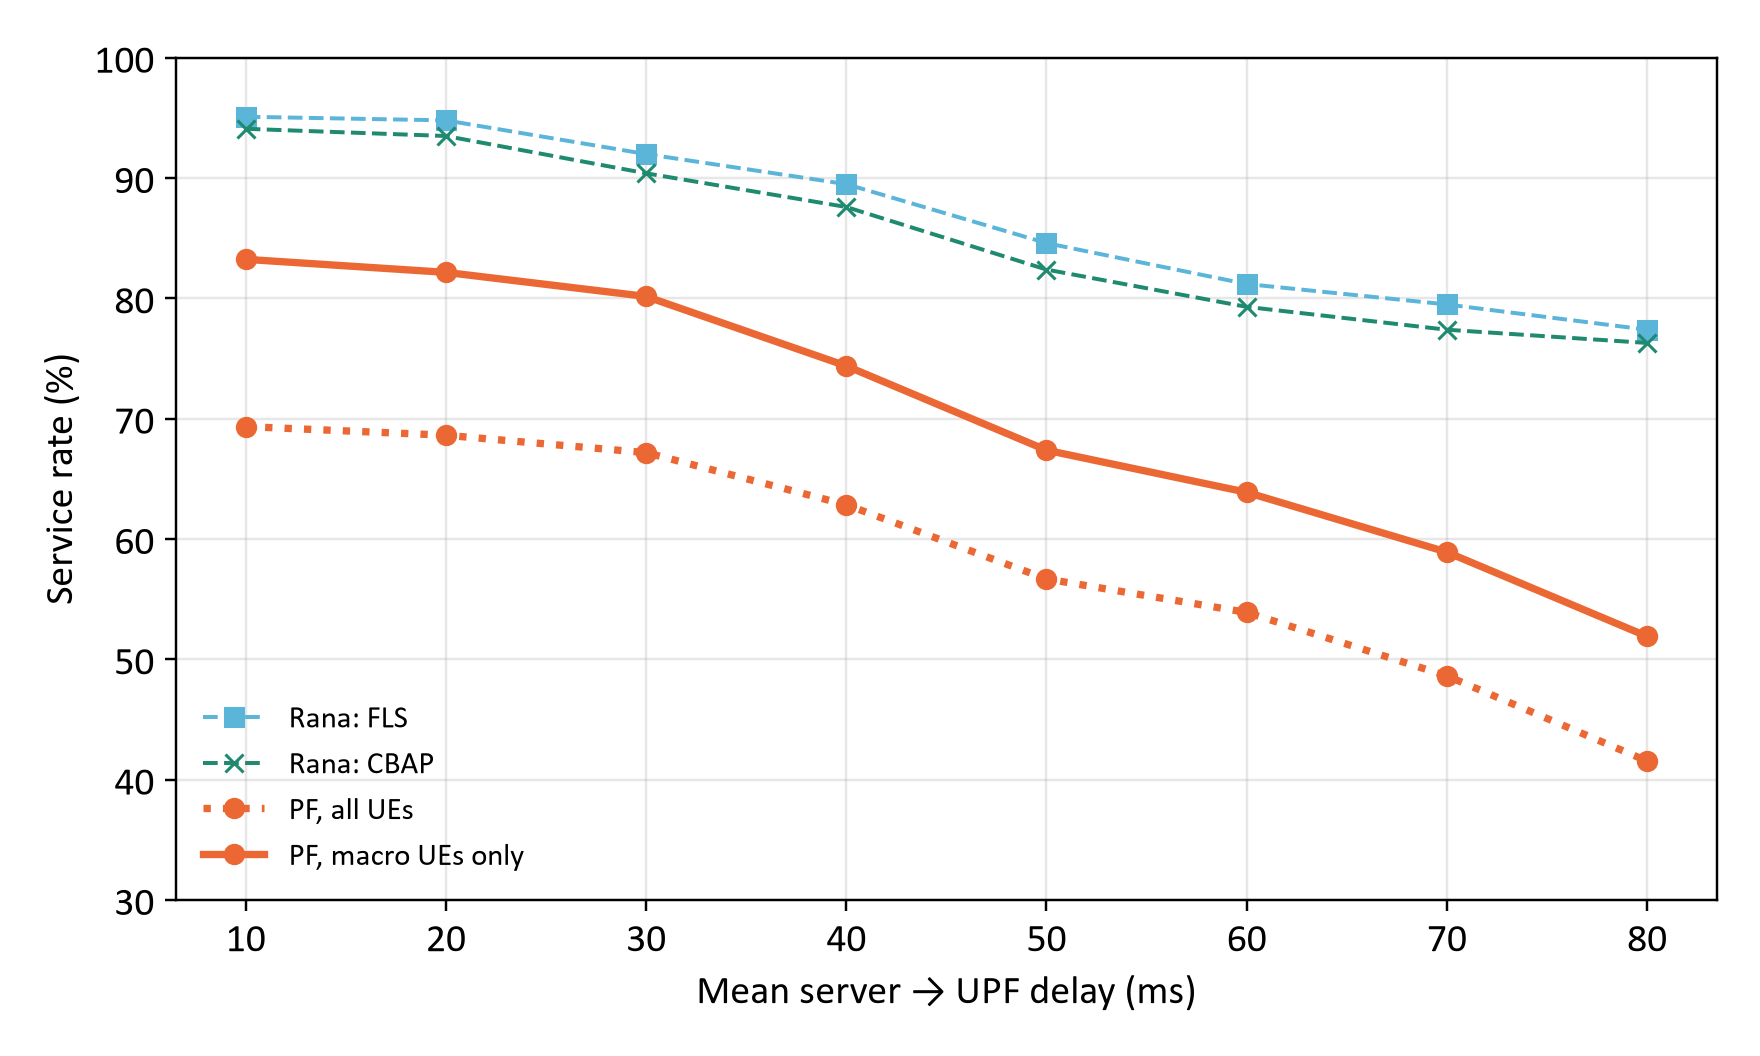 100
90
80
70
60
50
40
30
Service rate (%)
Rana: FLS
Rana: CBAP
PF, all UEs
PF, macro UEs only
10 20 30 40 50 60 70 80
Mean server → UPF delay (ms)